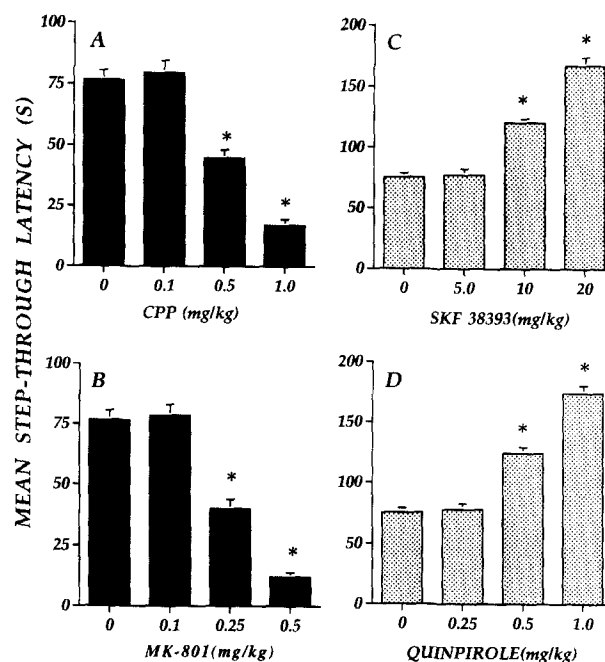 MEAN STEP-THROUGH LATENCY (S)
A
100
75
50
25
0
*
*
0 0.1 0.5 1.0
CPP (mg/kg)
C
200
150
100
50
0
*
*
0 5.0 10 20
SKF 38393(mg/kg)
B
100
75
50
25
0
*
*
0 0.1 0.25 0.5
MK-801(mg/kg)
D
200
150
100
50
0
*
*
0 0.25 0.5 1.0
QUINPIROLE(mg/kg)